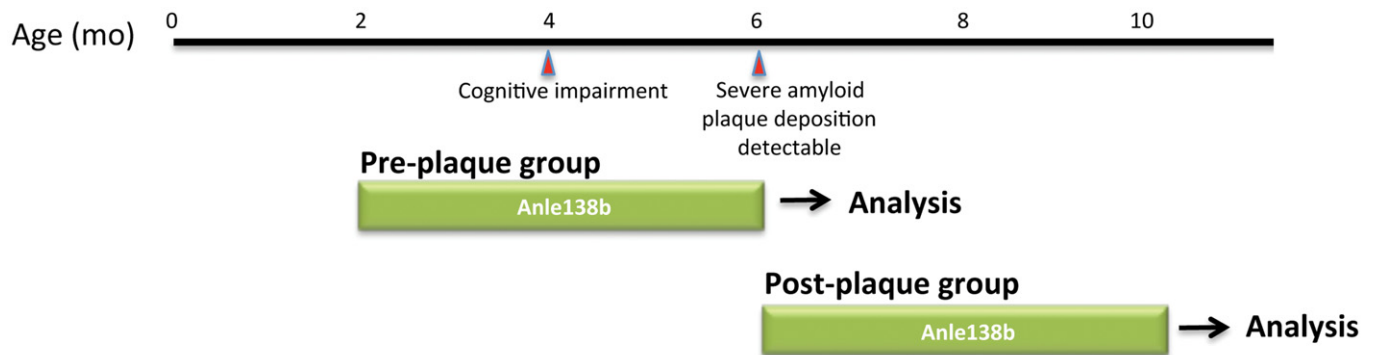 Age (mo)
0 2 4 6 8 10
Cognitive impairment
Severe amyloid
plaque deposition
detectable
Pre-plaque group
Anle138b
Analysis
Post-plaque group
Anle138b
Analysis